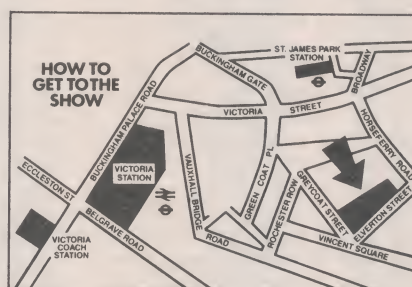 HOW TO
GET TO THE
SHOW
BUCKINGHAM GATE
ST. JAMES PARK
STATION
BROADWAY
BUCKINGHAM PALACE ROAD
VICTORIA STREET
HORSEFERRY ROAD
ECCLESTON ST
VICTORIA
STATION
VAUXHALL BRIDGE
ROAD
GREEN COAT PL
ROCHESTER ROW
GREYCOAT STREET
ELVERTON STREET
BELGRAVE ROAD
VINCENT SQUARE
VICTORIA
COACH
STATION